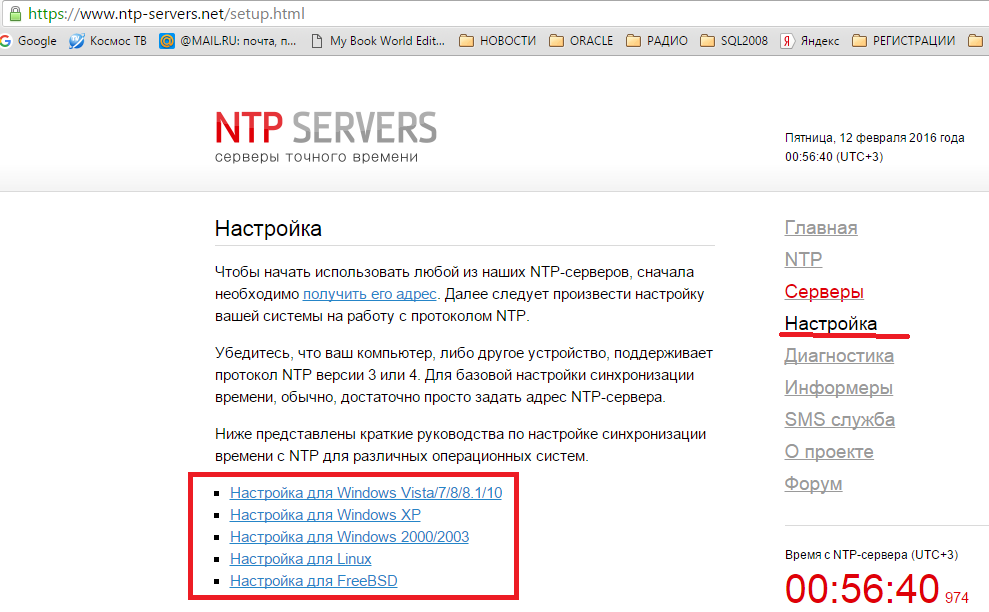 https://www.ntp-servers.net/setup.html
Google Космос ТВ @MAIL.RU: почта, п... My Book World Edit... НОВОСТИ ORACLE РАДИО SQL2008 Яндекс РЕГИСТРАЦИИ
NTP SERVERS
серверы точного времени
Пятница, 12 февраля 2016 года
00:56:40 (UTC+3)
Настройка
Чтобы начать использовать любой из наших NTP-серверов, сначала
необходимо получить его адрес. Далее следует произвести настройку
вашей системы на работу с протоколом NTP.
Убедитесь, что ваш компьютер, либо другое устройство, поддерживает
протокол NTP версии 3 или 4. Для базовой настройки синхронизации
времени, обычно, достаточно просто задать адрес NTP-сервера.
Ниже представлены краткие руководства по настройке синхронизации
времени с NTP для различных операционных систем.
Настройка для Windows Vista/7/8/8.1/10
Настройка для Windows XP
Настройка для Windows 2000/2003
Настройка для Linux
Настройка для FreeBSD
Главная
NTP
Серверы
Настройка
Диагностика
Информеры
SMS служба
О проекте
Форум
Время с NTP-сервера (UTC+3)
00:56:40 974